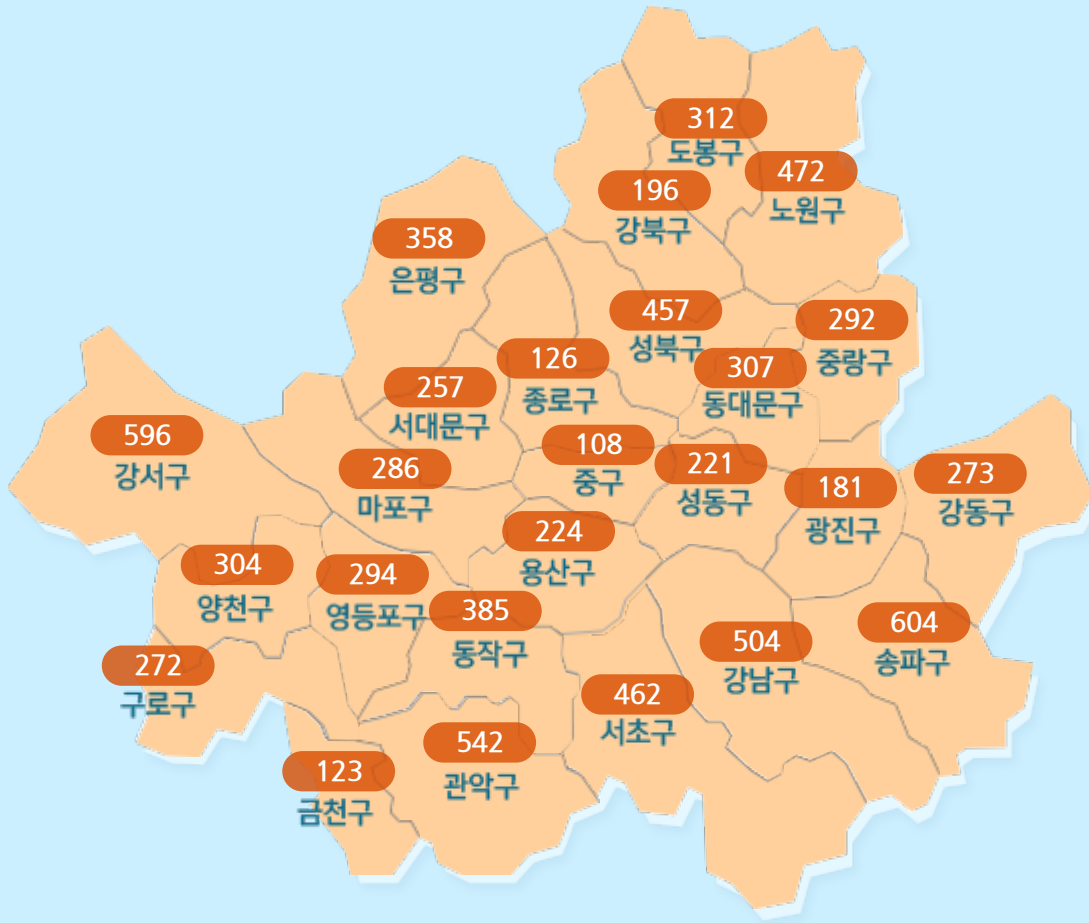 312
도봉구
472
노원구
196
강북구
358
은평구
457
성북구
292
중랑구
126
종로구
307
동대문구
257
서대문구
596
강서구
108
중구
286
마포구
221
성동구
181
광진구
273
강동구
224
용산구
304
양천구
294
영등포구
385
동작구
504
강남구
604
송파구
272
구로구
462
서초구
542
관악구
123
금천구